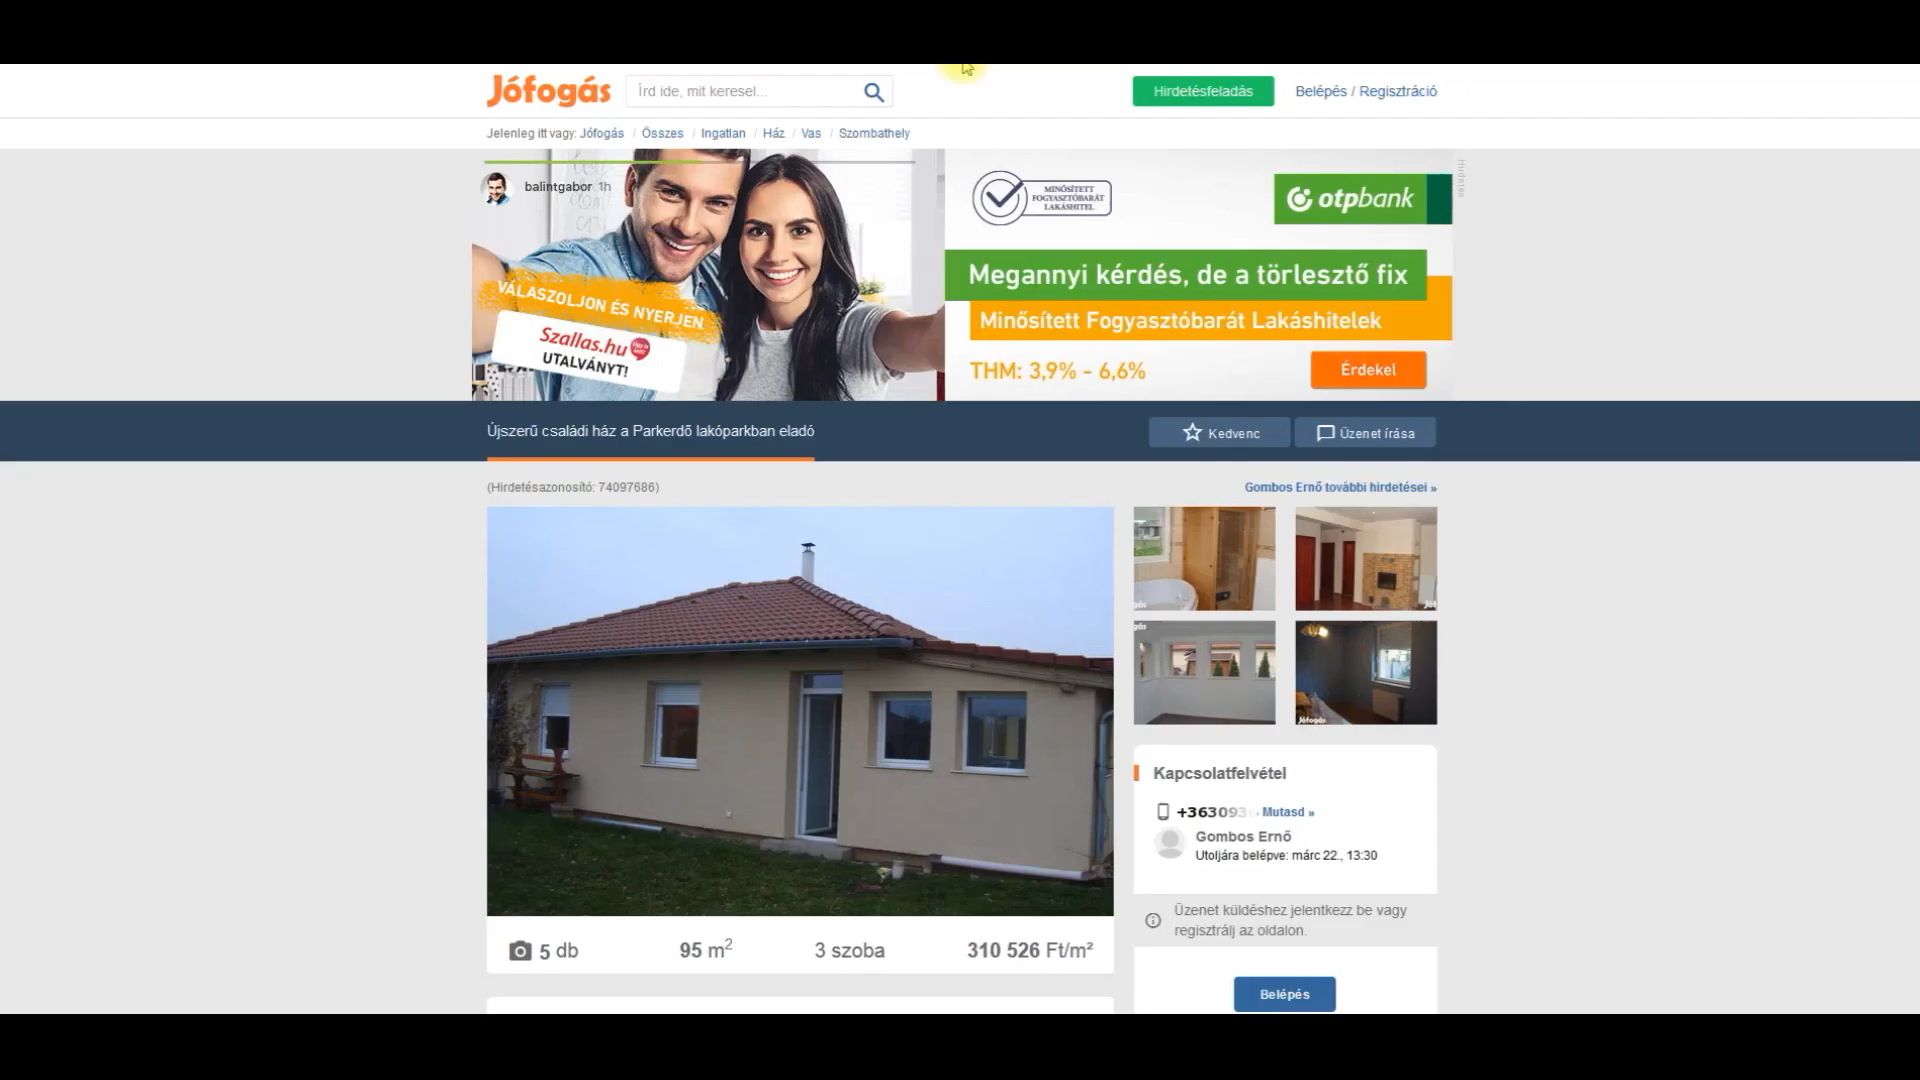 Jófogás
Írd ide, mit keresel...
Hirdetésfeladás
Belépés / Regisztráció
Jelenleg itt vagy: Jófogás / Összes / Ingatlan / Ház / Vas / Szombathely
Hirdetés
balintgabor 1h
VÁLASZOLJON ÉS NYERJEN
Szallas.hu
UTALVÁNYT!
MINŐSÍTETT
FOGYASZTÓBARÁT
LAKÁSHITEL
otpbank
Megannyi kérdés, de a törlesztő fix
Minősített Fogyasztóbarát Lakáshitelek
THM: 3,9% - 6,6%
Érdekel
Újszerű családi ház a Parkerdő lakóparkban eladó
Kedvenc
Üzenet írása
(Hirdetésazonosító: 74097686)
Gombos Ernő további hirdetései »
Jófogás
Kapcsolatfelvétel
+363093 Mutasd »
Gombos Ernő
Utoljára belépve: márc 22., 13:30
Üzenet küldéshez jelentkezz be vagy
regisztrálj az oldalon.
5 db
95 m²
3 szoba
310 526 Ft/m²
Belépés